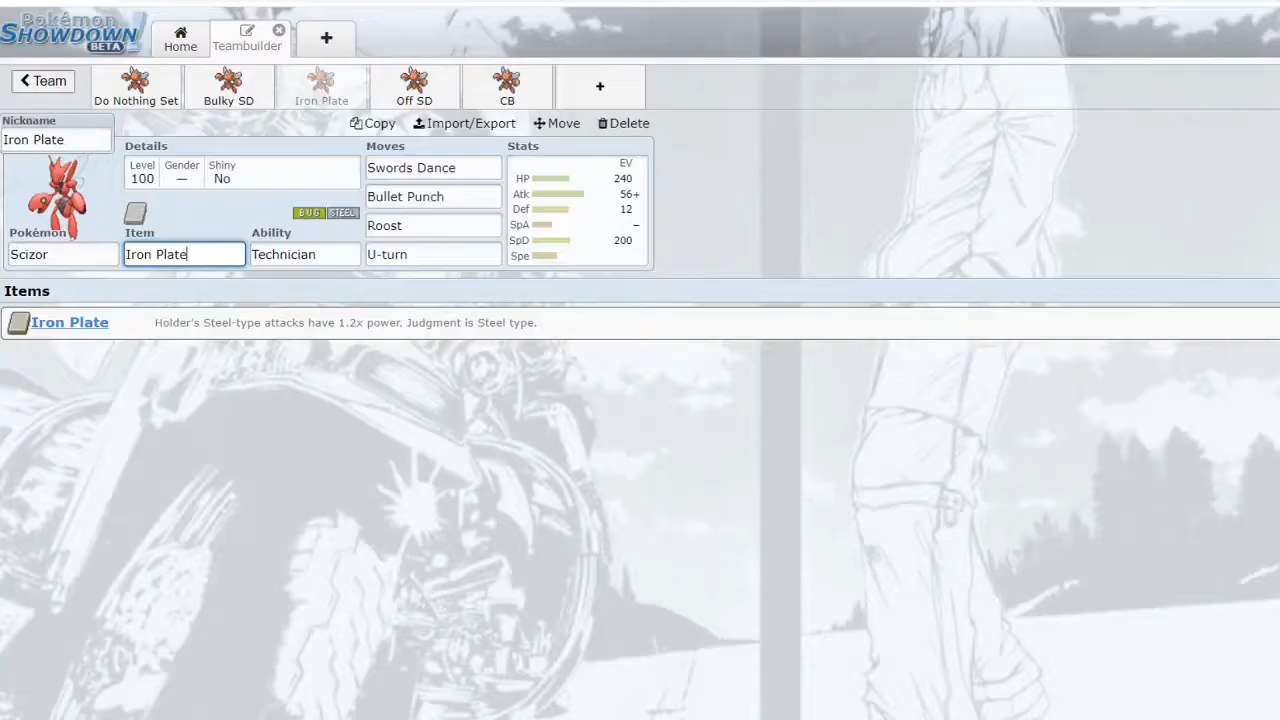 Pokémon
SHOWDOWN!
BETA
Home
Teambuilder
+
Team
Do Nothing Set
Bulky SD
Iron Plate
Off SD
CB
+
Copy
Import/Export
Move
Delete
Nickname
Iron Plate
Details
Level
100
Gender
—
Shiny
No
BUG
STEEL
Pokémon
Scizor
Item
Iron Plate
Ability
Technician
Moves
Swords Dance
Bullet Punch
Roost
U-turn
Stats
EV
HP 240
Atk 56+
Def 12
SpA –
SpD 200
Spe
Items
Iron Plate Holder's Steel-type attacks have 1.2x power. Judgment is Steel type.